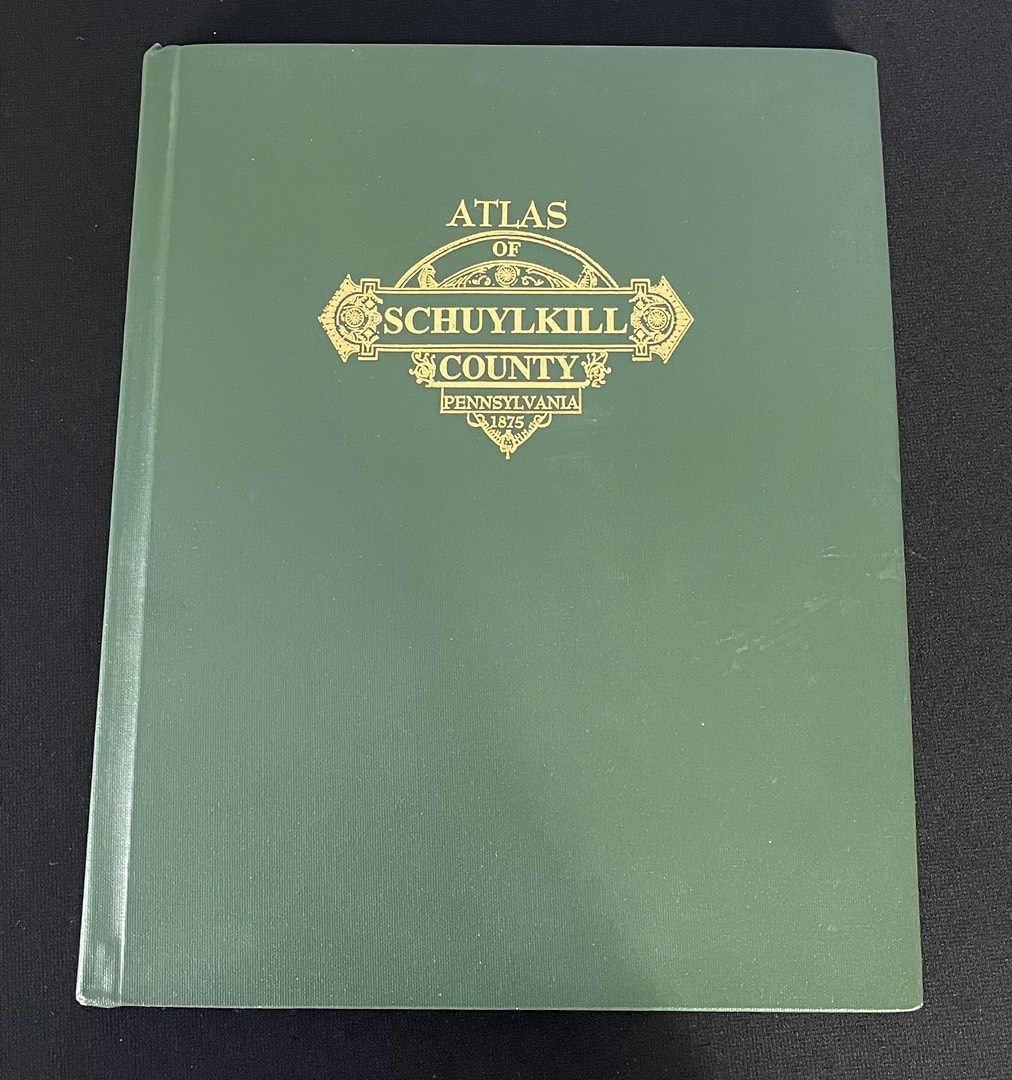 ATLAS
OF
SCHUYLKILL
COUNTY
PENNSYLVANIA
1875